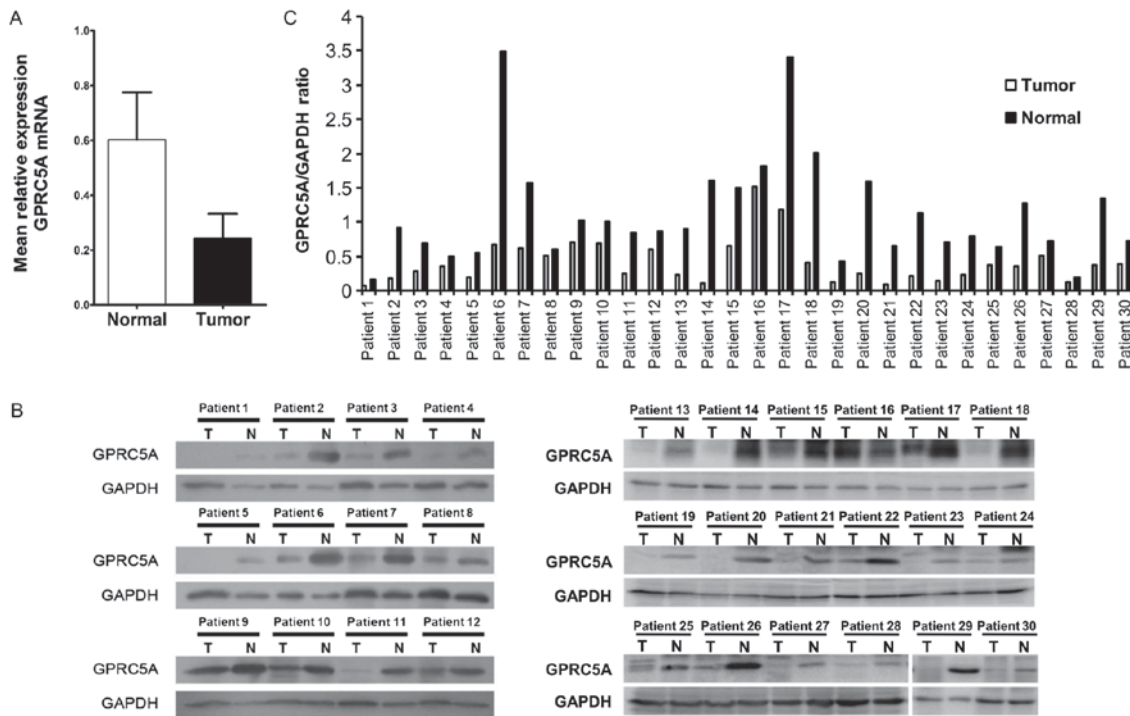 A
Mean relative expression
GPRC5A mRNA
1.0
0.8
0.6
0.4
0.2
0.0
Normal
Tumor
C
GPRC5A/GAPDH ratio
4
3.5
3
2.5
2
1.5
1
0.5
0
Tumor
Normal
Patient 1
Patient 2
Patient 3
Patient 4
Patient 5
Patient 6
Patient 7
Patient 8
Patient 9
Patient 10
Patient 11
Patient 12
Patient 13
Patient 14
Patient 15
Patient 16
Patient 17
Patient 18
Patient 19
Patient 20
Patient 21
Patient 22
Patient 23
Patient 24
Patient 25
Patient 26
Patient 27
Patient 28
Patient 29
Patient 30
B
Patient 1 Patient 2 Patient 3 Patient 4
T N T N T N T N
GPRC5A
GAPDH
Patient 5 Patient 6 Patient 7 Patient 8
T N T N T N T N
GPRC5A
GAPDH
Patient 9 Patient 10 Patient 11 Patient 12
T N T N T N T N
GPRC5A
GAPDH
Patient 13 Patient 14 Patient 15 Patient 16 Patient 17 Patient 18
T N T N T N T N T N T N
GPRC5A
GAPDH
Patient 19 Patient 20 Patient 21 Patient 22 Patient 23 Patient 24
T N T N T N T N T N T N
GPRC5A
GAPDH
Patient 25 Patient 26 Patient 27 Patient 28 Patient 29 Patient 30
T N T N T N T N T N T N
GPRC5A
GAPDH